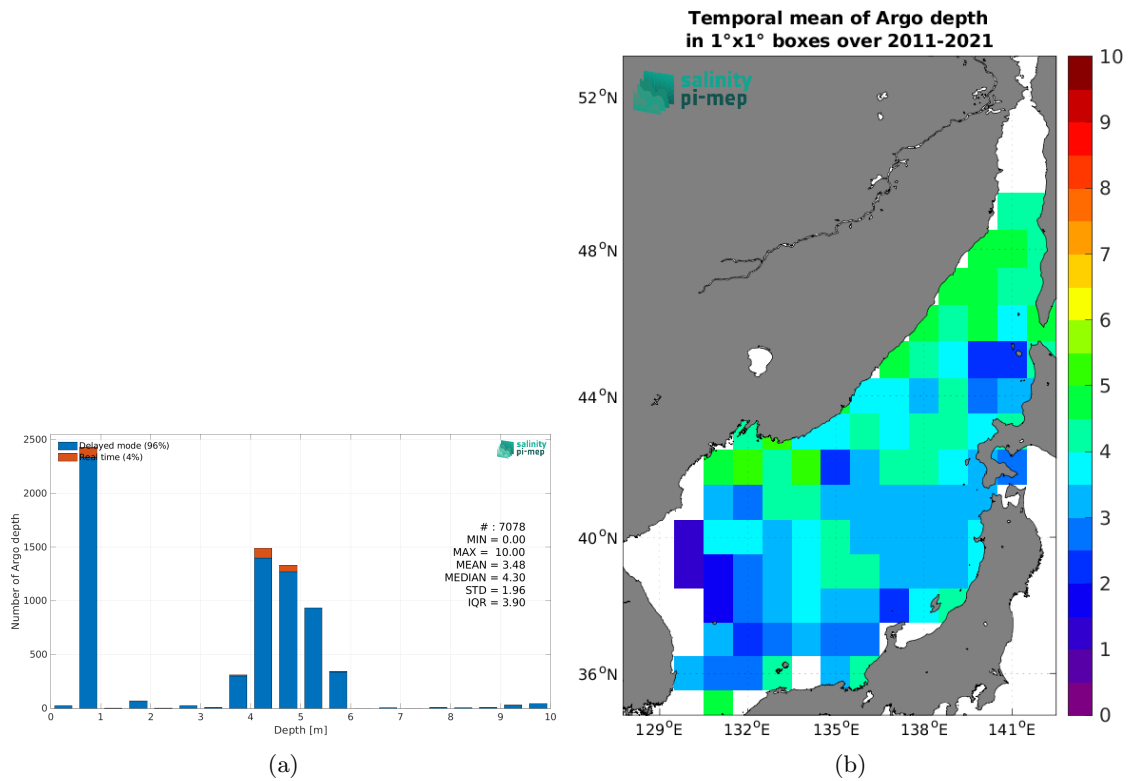 Temporal mean of Argo depth
in 1°x1° boxes over 2011-2021
salinity
pi-mep
52°N
48°N
44°N
40°N
36°N
129°E
132°E
135°E
138°E
141°E
10
9
8
7
6
5
4
3
2
1
0
2500
2000
1500
1000
500
0
Number of Argo depth
Delayed mode (96%)
Real time (4%)
salinity
pi-mep
# : 7078
MIN = 0.00
MAX = 10.00
MEAN = 3.48
MEDIAN = 4.30
STD = 1.96
IQR = 3.90
0 1 2 3 4 5 6 7 8 9 10
Depth [m]
(a)
(b)